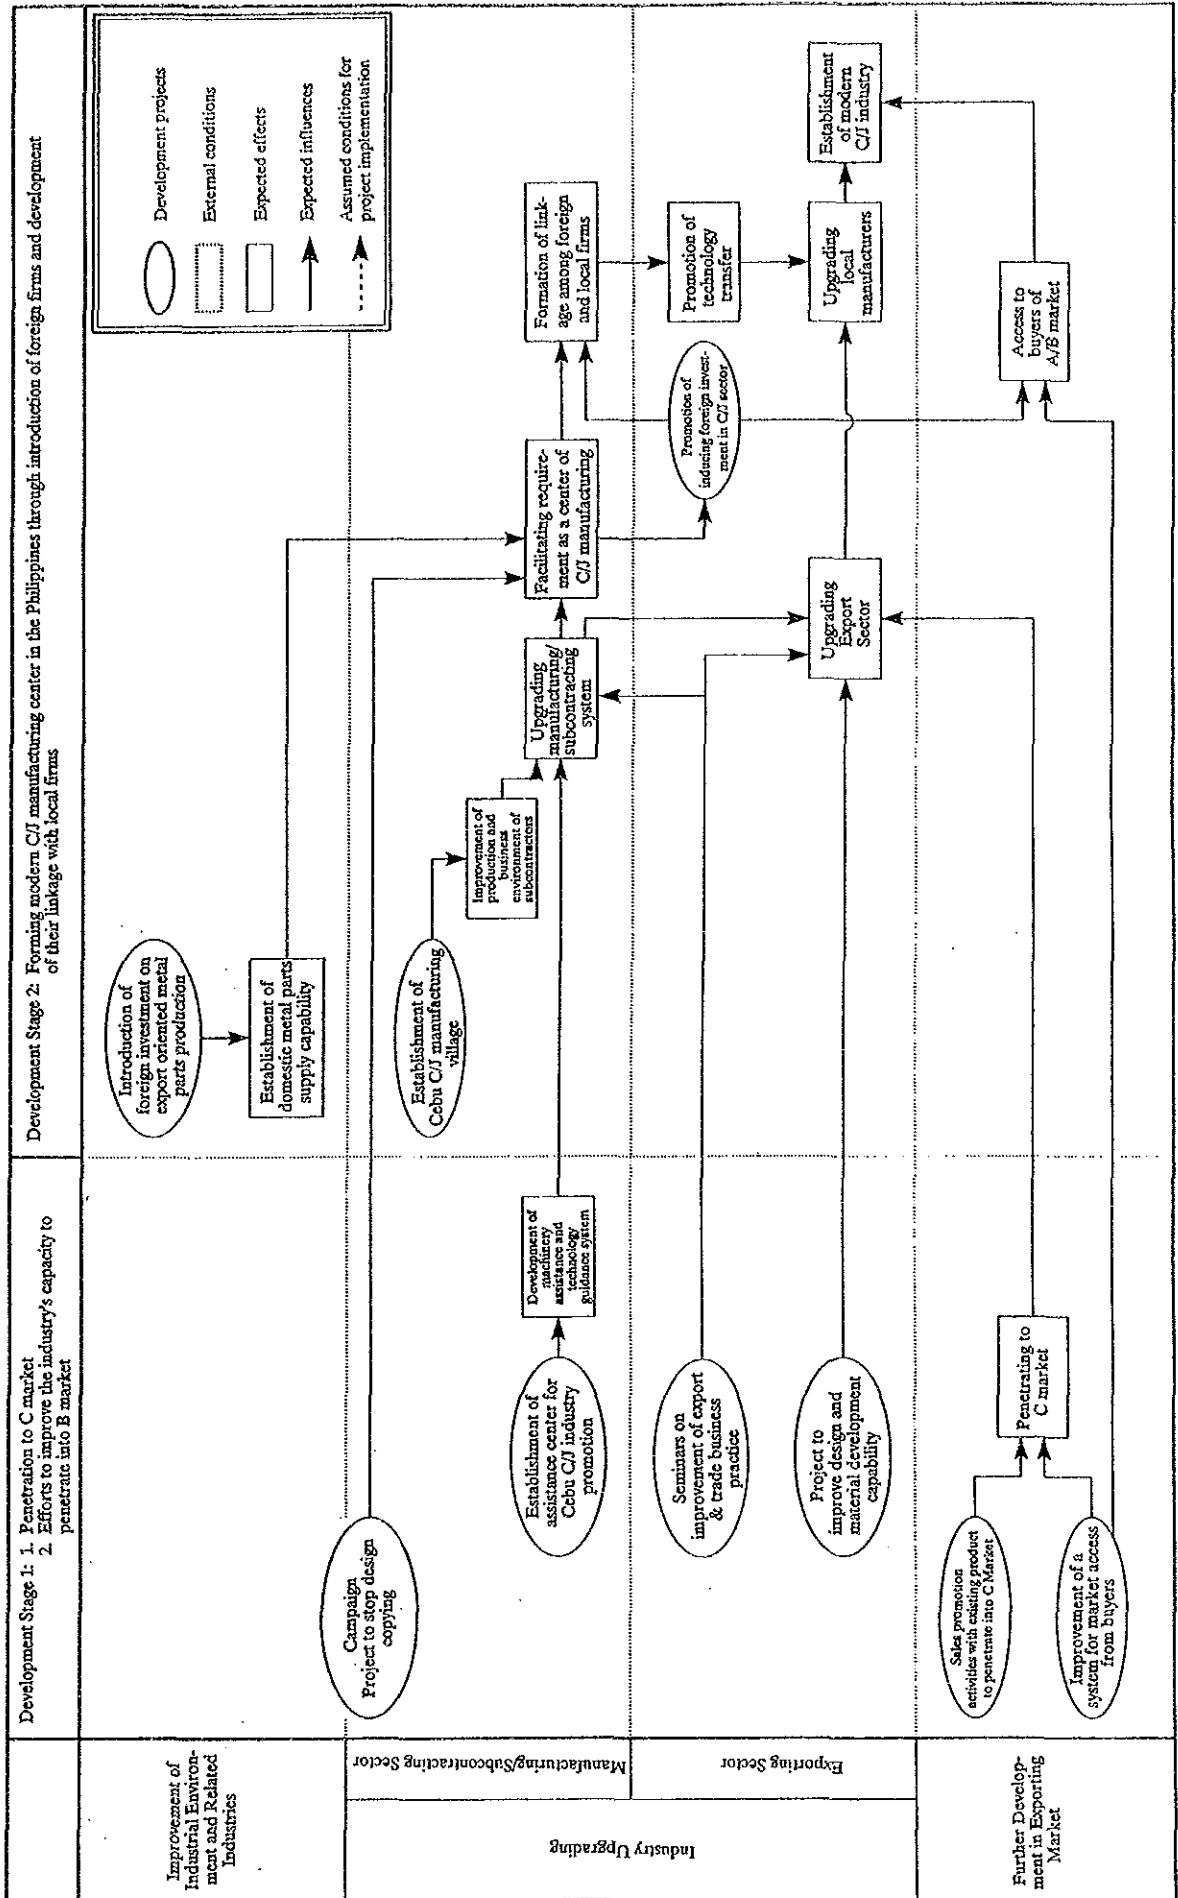 Development Stage 1: 1. Penetration to C market
2. Efforts to improve the industry's capacity to
penetrate into B market
Development Stage 2: Forming modern C/J manufacturing center in the Philippines through introduction of foreign firms and development
of their linkage with local firms
Development projects
External conditions
Expected effects
Expected influences
Assumed conditions for
project implementation
Improvement of
Industrial Environ-
ment and Related
Industries
Introduction of
foreign investment on
export oriented metal
parts production
Establishment of
domestic metal parts
supply capability
Industry Upgrading
Manufacturing/Subcontracting Sector
Campaign
Project to stop design
copying
Establishment of
Cebu C/J manufacturing
village
Improvement of
production and
business
environment of
subcontractors
Establishment of
assistance center for
Cebu C/J industry
promotion
Development of
machinery
assistance and
technology
guidance system
Upgrading
manufacturing/
subcontracting
system
Facilitating require-
ment as a center of
C/J manufacturing
Formation of link-
age among foreign
and local firms
Exporting Sector
Seminars on
improvement of export
& trade business
practice
Promotion of
inducing foreign invest-
ment in C/J sector
Promotion of
technology
transfer
Project to
improve design and
material development
capability
Upgrading
Export
Sector
Upgrading
local
manufacturers
Establishment
of modern
C/J industry
Further Develop-
ment in Exporting
Market
Sales promotion
activities with existing product
to penetrate into C Market
Penetrating to
C market
Access to
buyers of
A/B market
Improvement of a
system for market access
from buyers